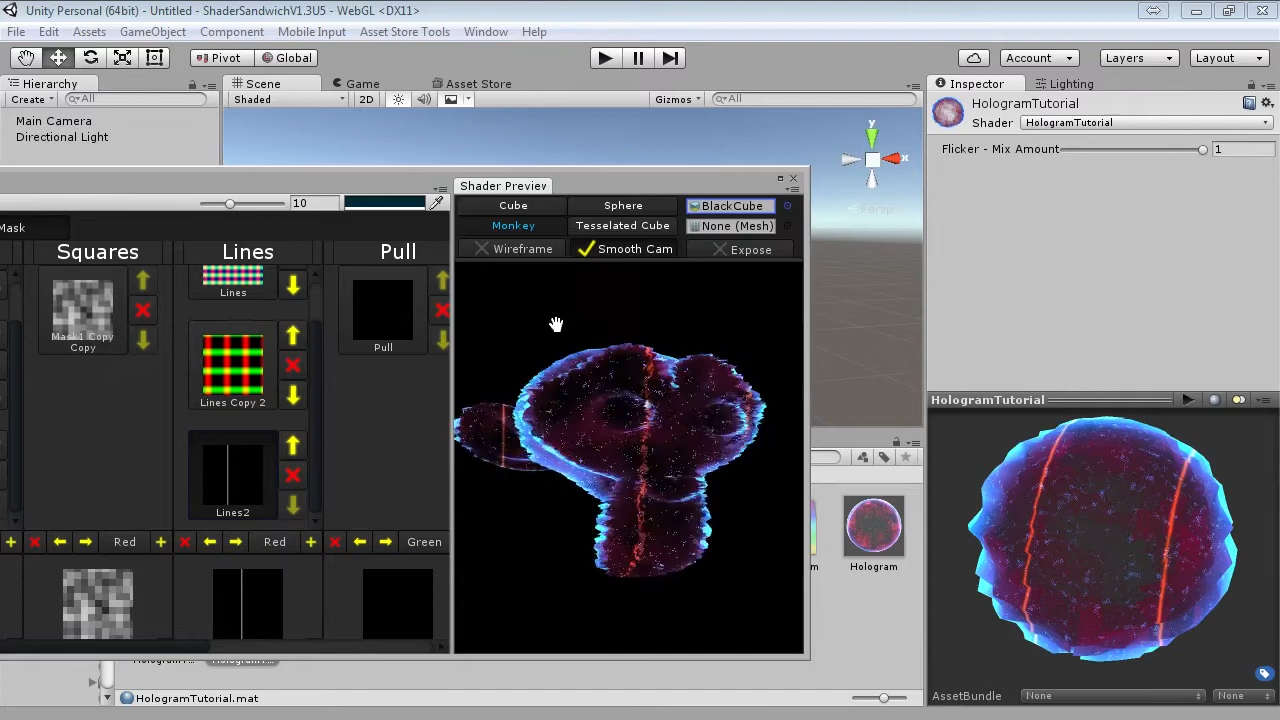 Unity Personal (64bit) - Untitled - ShaderSandwichV1.3U5 - WebGL <DX11>
File Edit Assets GameObject Component Mobile Input Asset Store Tools Window Help
Pivot Global Account Layers Layout
Hierarchy Scene Game Asset Store Inspector Lighting
Create All Shaded 2D Gizmos All
HologramTutorial
Shader HologramTutorial
Main Camera
Directional Light
Flicker - Mix Amount 1
y
x
Persp
Shader Preview
10
Cube Sphere BlackCube
Monkey Tesselated Cube None (Mesh)
Wireframe Smooth Cam Expose
Mask
Squares Lines Pull
Lines
Mask1 Copy Copy
Pull
Lines Copy 2
Lines2
Red Red Green
HologramTutorial
Hologram
HologramTutorial.mat
AssetBundle None None